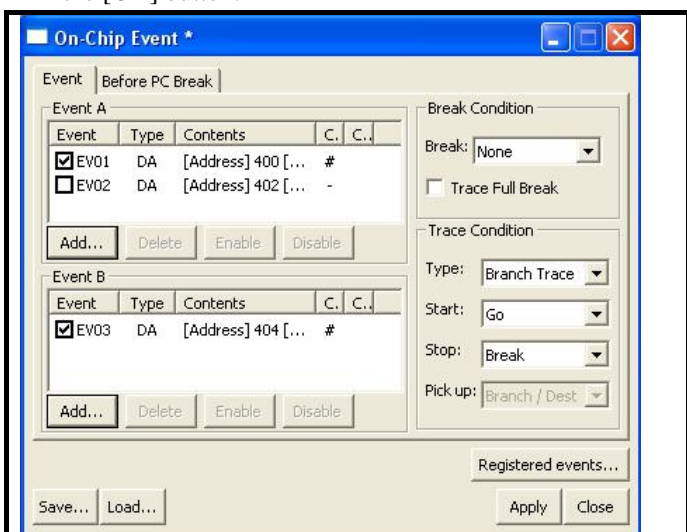 On-Chip Event *
Event Before PC Break
Event A
Event Type Contents C. C..
EV01 DA [Address] 400 [... #
EV02 DA [Address] 402 [... -
Add... Delete Enable Disable
Event B
Event Type Contents C. C..
EV03 DA [Address] 404 [... #
Add... Delete Enable Disable
Break Condition
Break: None
Trace Full Break
Trace Condition
Type: Branch Trace
Start: Go
Stop: Break
Pick up: Branch / Dest
Registered events...
Save... Load... Apply Close